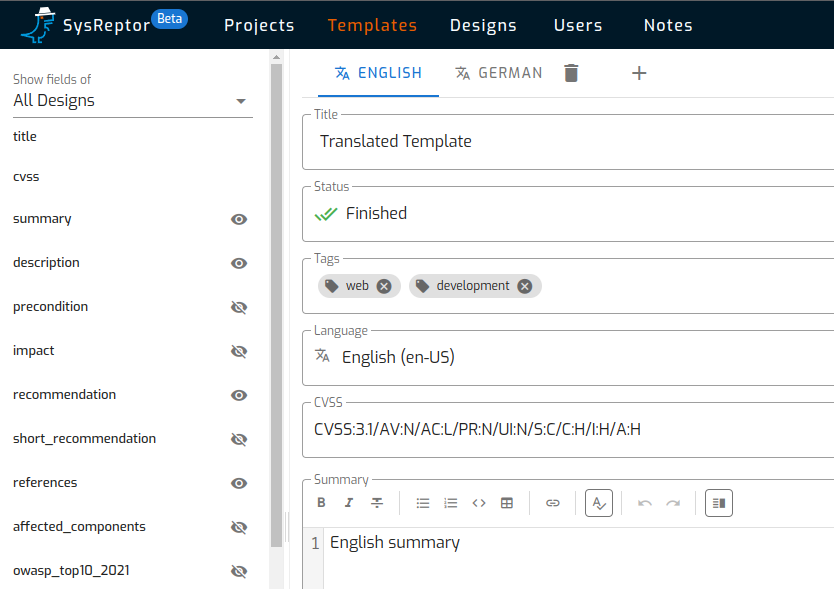 SysReptor Beta Projects Templates Designs Users Notes
Show fields of
All Designs
title
cvss
summary
description
precondition
impact
recommendation
short_recommendation
references
affected_components
owasp_top10_2021
ENGLISH GERMAN
Title
Translated Template
Status
Finished
Tags
web development
Language
English (en-US)
CVSS
CVSS:3.1/AV:N/AC:L/PR:N/UI:N/S:C/C:H/I:H/A:H
Summary
B I
1 English summary